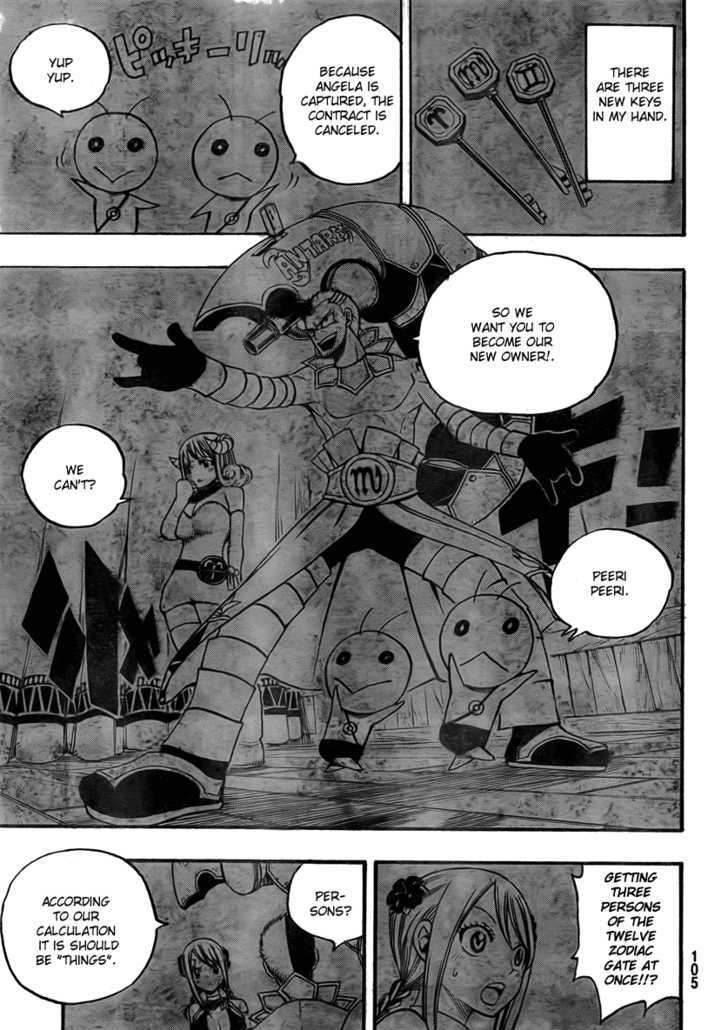 THERE
ARE THREE
NEW KEYS
IN MY HAND.
BECAUSE
ANGELA
IS
CAPTURED, THE
CONTRACT IS
CANCELED.
ピッキーリッ
YUP
YUP.
ANTARES
SO WE
WANT YOU TO
BECOME OUR
NEW OWNER!.
WE
CAN'T?
PEERI
PEERI.
GETTING
THREE
PERSONS
OF THE
TWELVE
ZODIAC
GATE AT
ONCE!!?
PER-
SONS?
ACCORDING
TO OUR
CALCULATION
IT IS SHOULD
BE "THINGS".
105